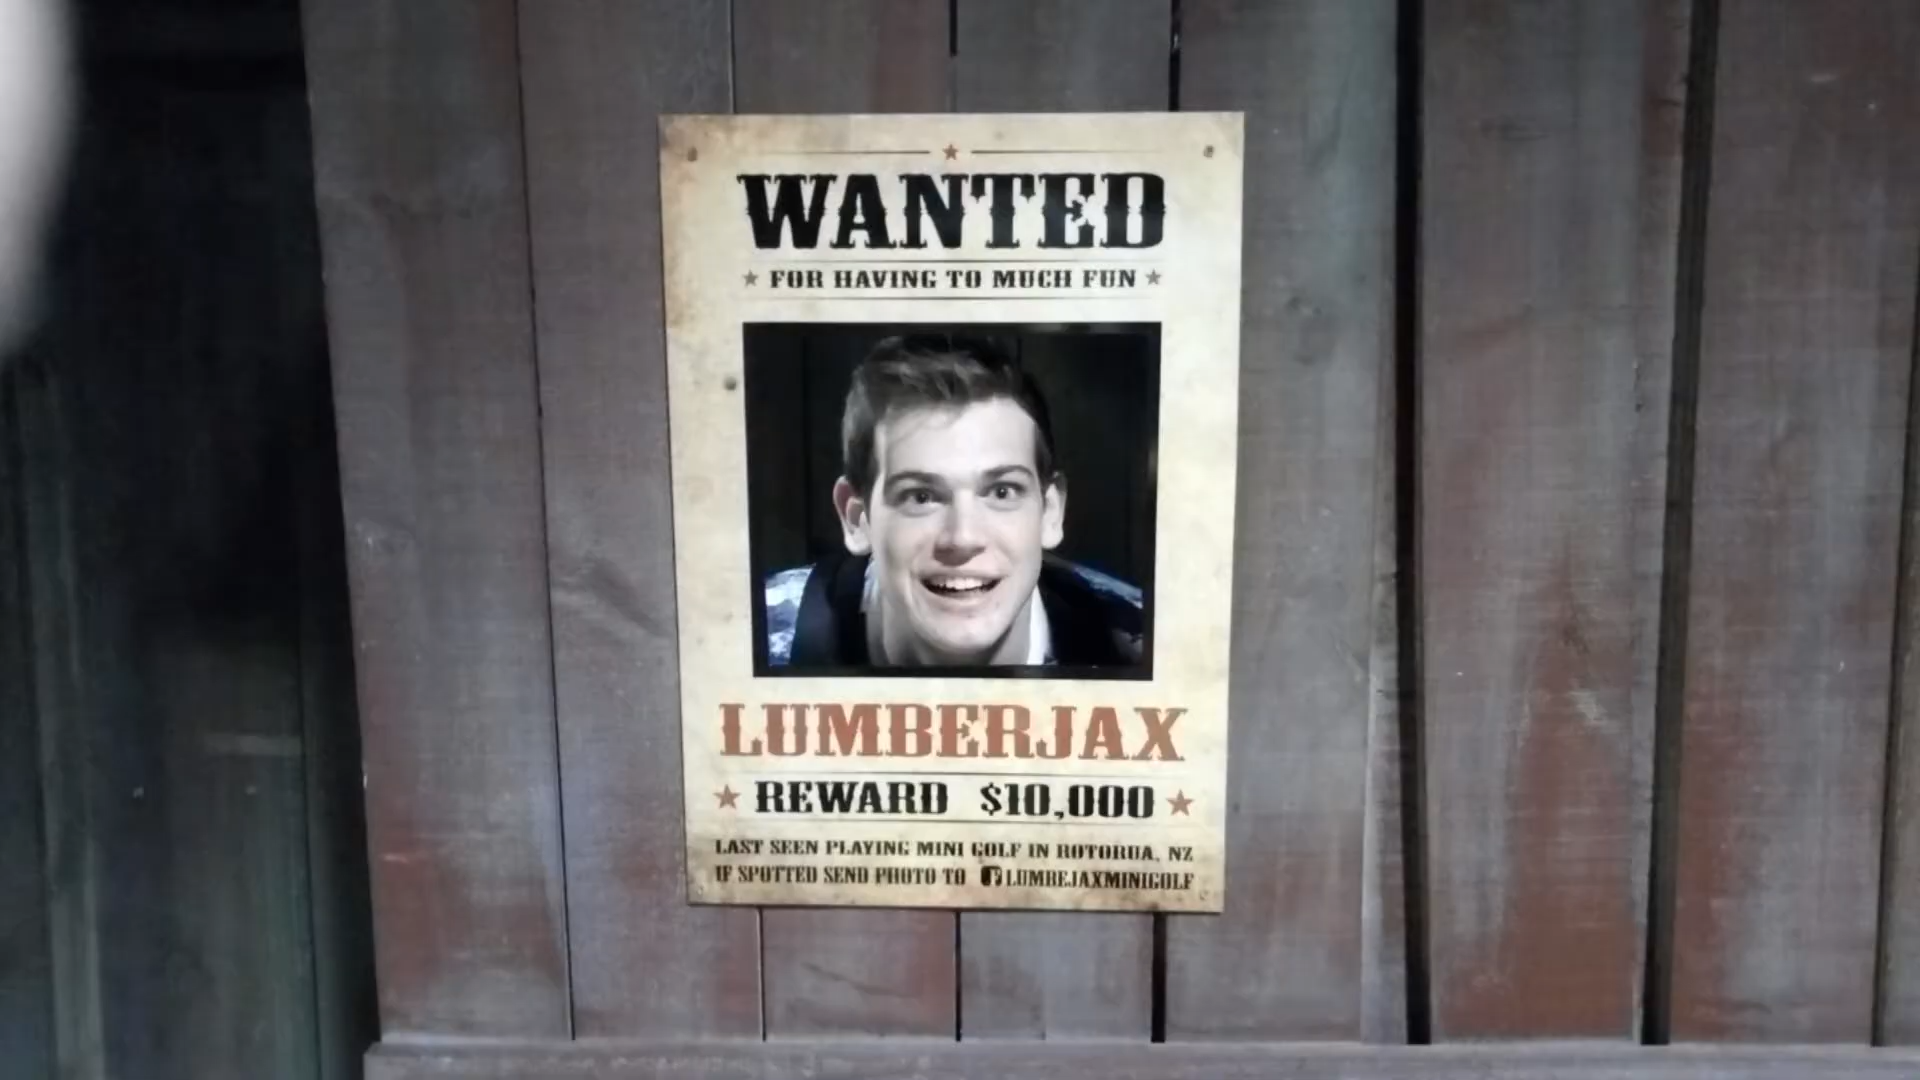 WANTED
FOR HAVING TO MUCH FUN
LUMBERJAX
REWARD $10,000
LAST SEEN PLAYING MINI GOLF IN ROTORUA, NZ
IF SPOTTED SEND PHOTO TO f LUMBEJAXMINIGOLF